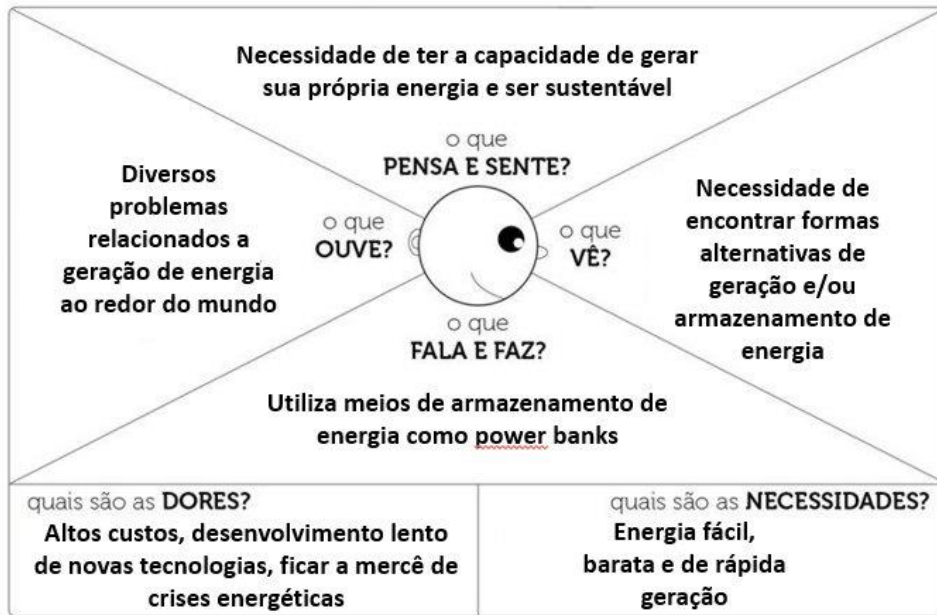 Necessidade de ter a capacidade de gerar
sua própria energia e ser sustentável
o que
PENSA E SENTE?
Diversos
problemas
relacionados a
geração de energia
ao redor do mundo
o que
OUVE?
o que
VÊ?
Necessidade de
encontrar formas
alternativas de
geração e/ou
armazenamento de
energia
o que
FALA E FAZ?
Utiliza meios de armazenamento de
energia como power banks
quais são as DORES?
Altos custos, desenvolvimento lento
de novas tecnologias, ficar a mercê de
crises energéticas
quais são as NECESSIDADES?
Energia fácil,
barata e de rápida
geração